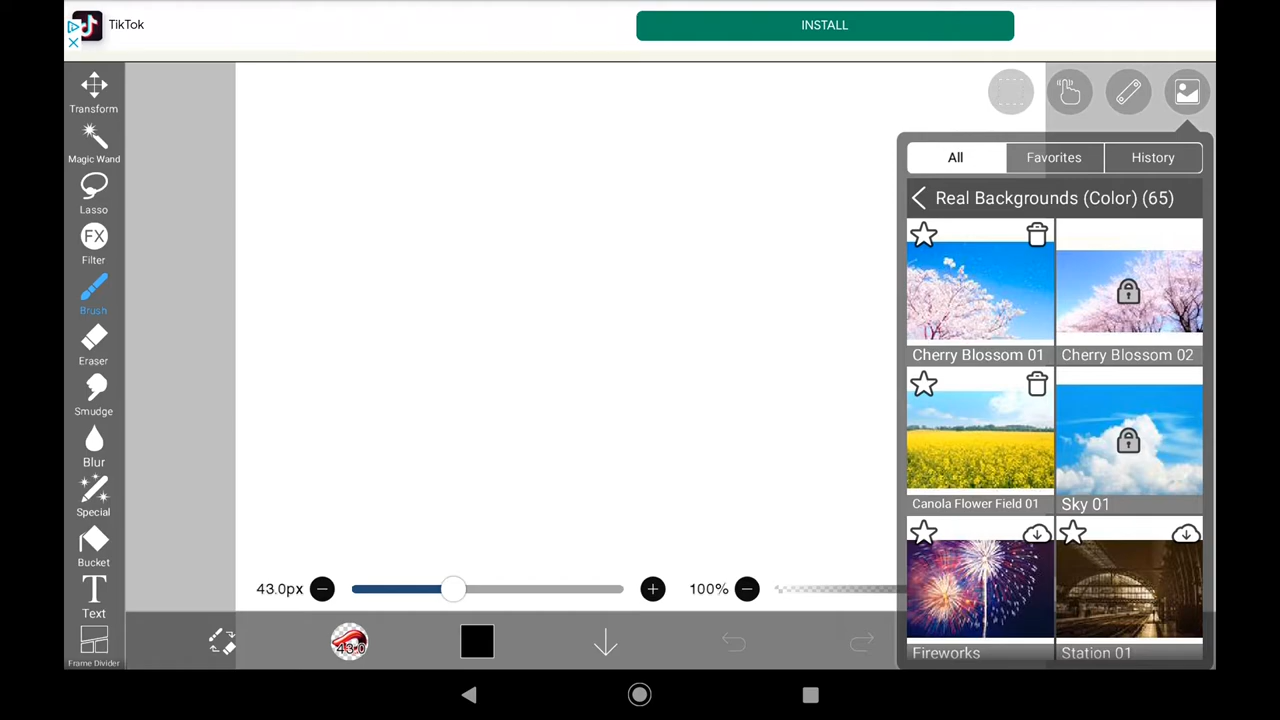 TikTok
INSTALL
Transform
Magic Wand
Lasso
FX
Filter
Brush
Eraser
Smudge
Blur
Special
Bucket
T
Text
Frame Divider
All
Favorites
History
Real Backgrounds (Color) (65)
Cherry Blossom 01
Cherry Blossom 02
Canola Flower Field 01
Sky 01
Fireworks
Station 01
43.0px
100%
43.0